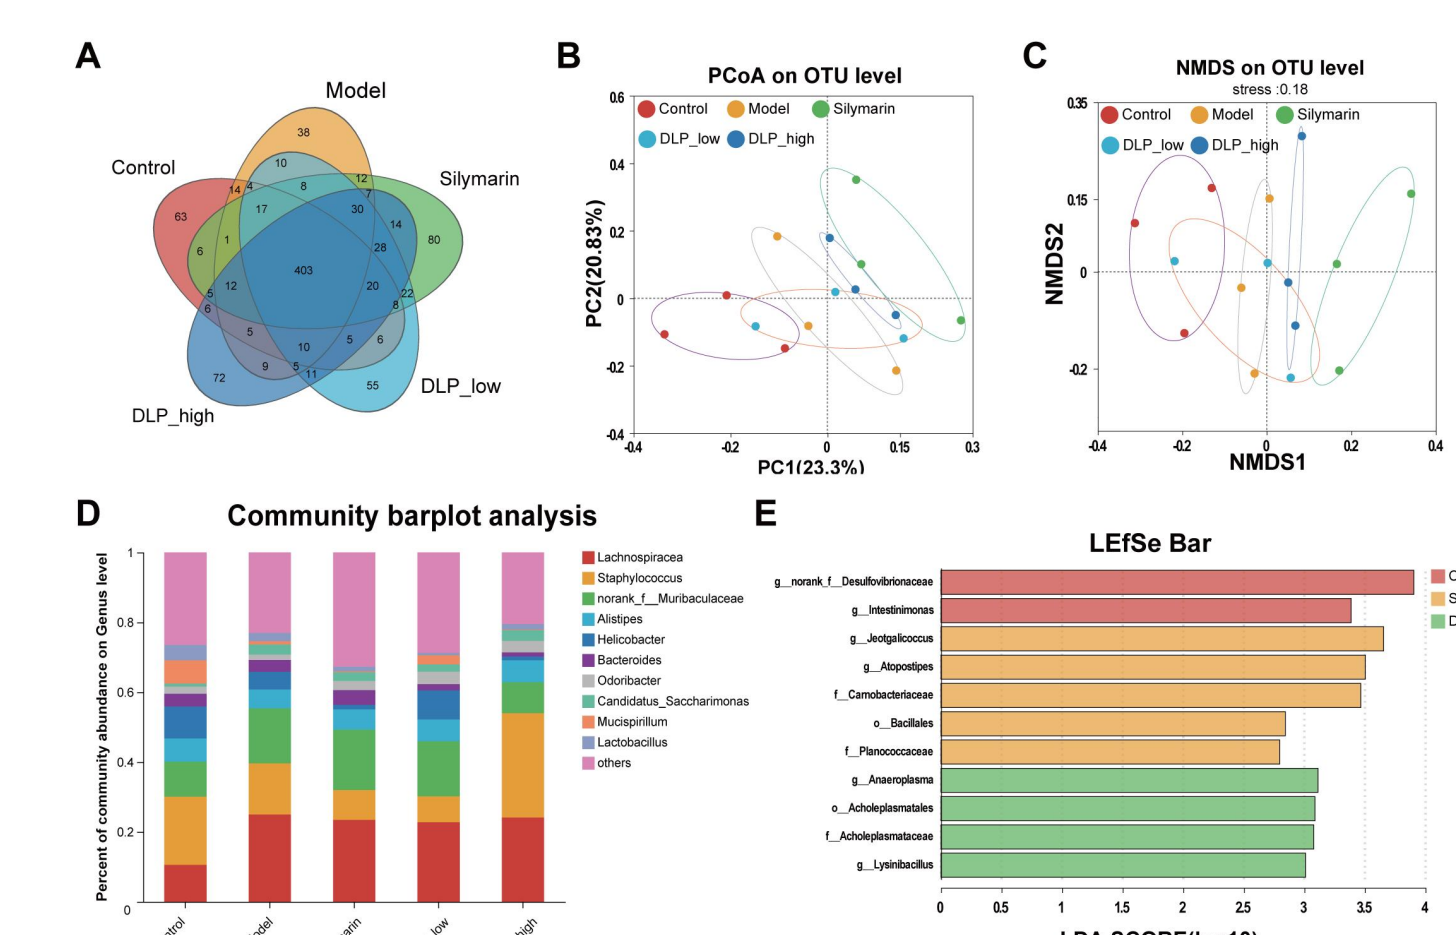 A
Model
Control
Silymarin
DLP_low
DLP_high
38
10
14
4
8
12
7
63
17
30
14
6
1
28
80
403
5
12
20
22
6
8
5
10
5
6
9
5
11
72
55
B
PCoA on OTU level
Control
Model
Silymarin
DLP_low
DLP_high
PC2(20.83%)
0.6
0.4
0.2
0
-0.2
-0.4
-0.4
-0.2
0
0.15
0.3
PC1(23.3%)
C
NMDS on OTU level
stress :0.18
Control
Model
Silymarin
DLP_low
DLP_high
NMDS2
0.35
0.15
0
-0.2
-0.4
-0.2
0
0.2
0.4
NMDS1
D
Community barplot analysis
Percent of community abundance on Genus level
1
0.8
0.6
0.4
0.2
0
Lachnospiracea
Staphylococcus
norank_f__Muribaculaceae
Alistipes
Helicobacter
Bacteroides
Odoribacter
Candidatus_Saccharimonas
Mucispirillum
Lactobacillus
others
low
high
E
LEfSe Bar
g__norank_f__Desulfovibrionaceae
g__Intestinimonas
g__Jeotgalicoccus
g__Atopostipes
f__Carnobacteriaceae
o__Bacillales
f__Planococcaceae
g__Anaeroplasma
o__Acholeplasmatales
f__Acholeplasmataceae
g__Lysinibacillus
0
0.5
1
1.5
2
2.5
3
3.5
4